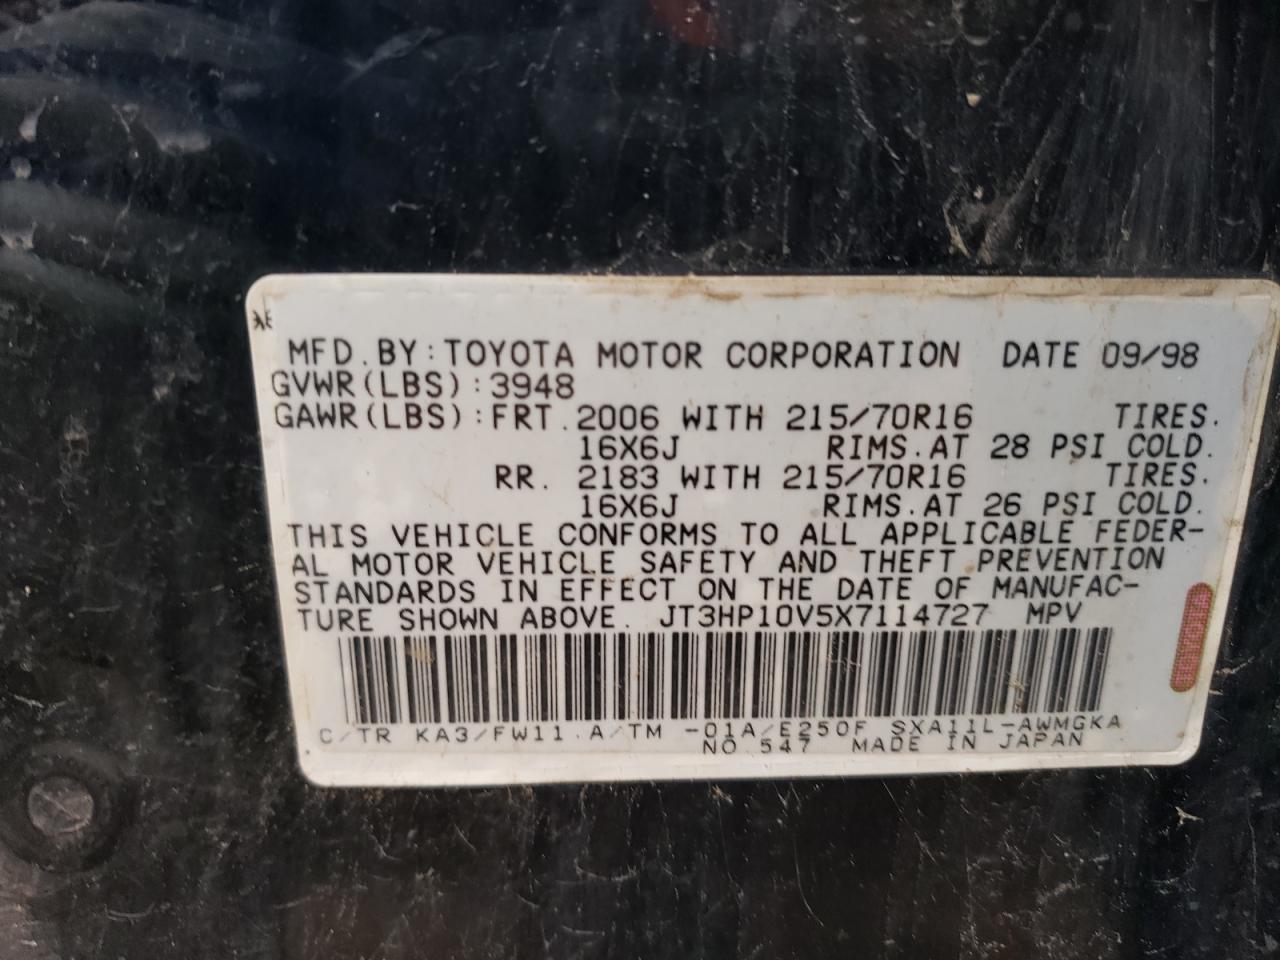 MFD.BY:TOYOTA MOTOR CORPORATION DATE 09/98
GVWR(LBS):3948
GAWR(LBS):FRT.2006 WITH 215/70R16 TIRES.
16X6J RIMS.AT 28 PSI COLD.
RR. 2183 WITH 215/70R16 TIRES.
16X6J RIMS.AT 26 PSI COLD.
THIS VEHICLE CONFORMS TO ALL APPLICABLE FEDER-
AL MOTOR VEHICLE SAFETY AND THEFT PREVENTION
STANDARDS IN EFFECT ON THE DATE OF MANUFAC-
TURE SHOWN ABOVE. JT3HP10V5X7114727 MPV
C/TR KA3/FW11.A/TM -01A/E250F SXA11L-AWMGKA
NO.547 MADE IN JAPAN